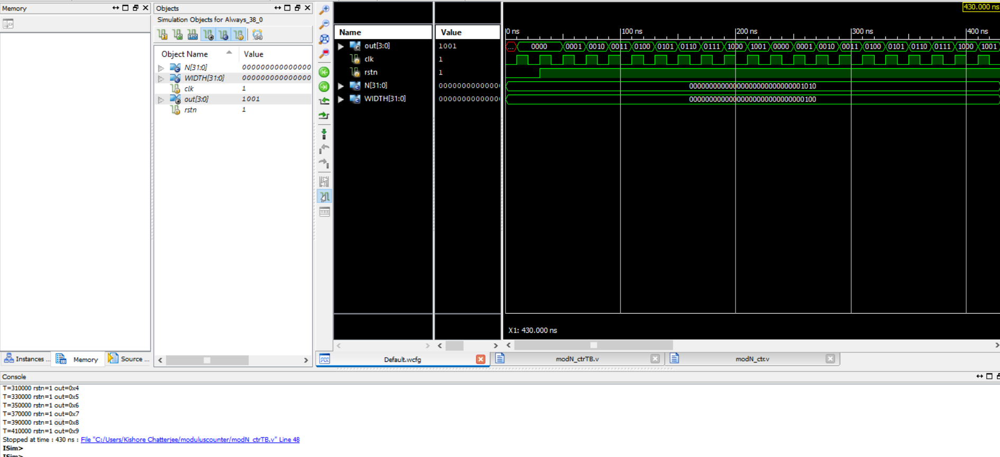 Memory
Objects
Simulation Objects for Always_38_0
Object Name Value
N[31:0] 000000000000000
WIDTH[31:0] 000000000000000
clk 1
out[3:0] 1001
rstn 1
Name Value
out[3:0] 1001
clk 1
rstn 1
N[31:0] 0000000000000
WIDTH[31:0] 0000000000000
430.000 ns
0 ns 100 ns 200 ns 300 ns 400 ns
... 0000 0001 0010 0011 0100 0101 0110 0111 1000 1001 0000 0001 0010 0011 0100 0101 0110 0111 1000 1001
00000000000000000000000000001010
00000000000000000000000000000100
X1: 430.000 ns
Instances ... Memory Source ...
Default.wcfg modN_ctrTB.v modN_ctr.v
Console
T=310000 rstn=1 out=0x4
T=330000 rstn=1 out=0x5
T=350000 rstn=1 out=0x6
T=370000 rstn=1 out=0x7
T=390000 rstn=1 out=0x8
T=410000 rstn=1 out=0x9
Stopped at time : 430 ns : File "C:/Users/Kishore Chatterjee/moduluscounter/modN_ctrTB.v" Line 48
ISim>
ISim>